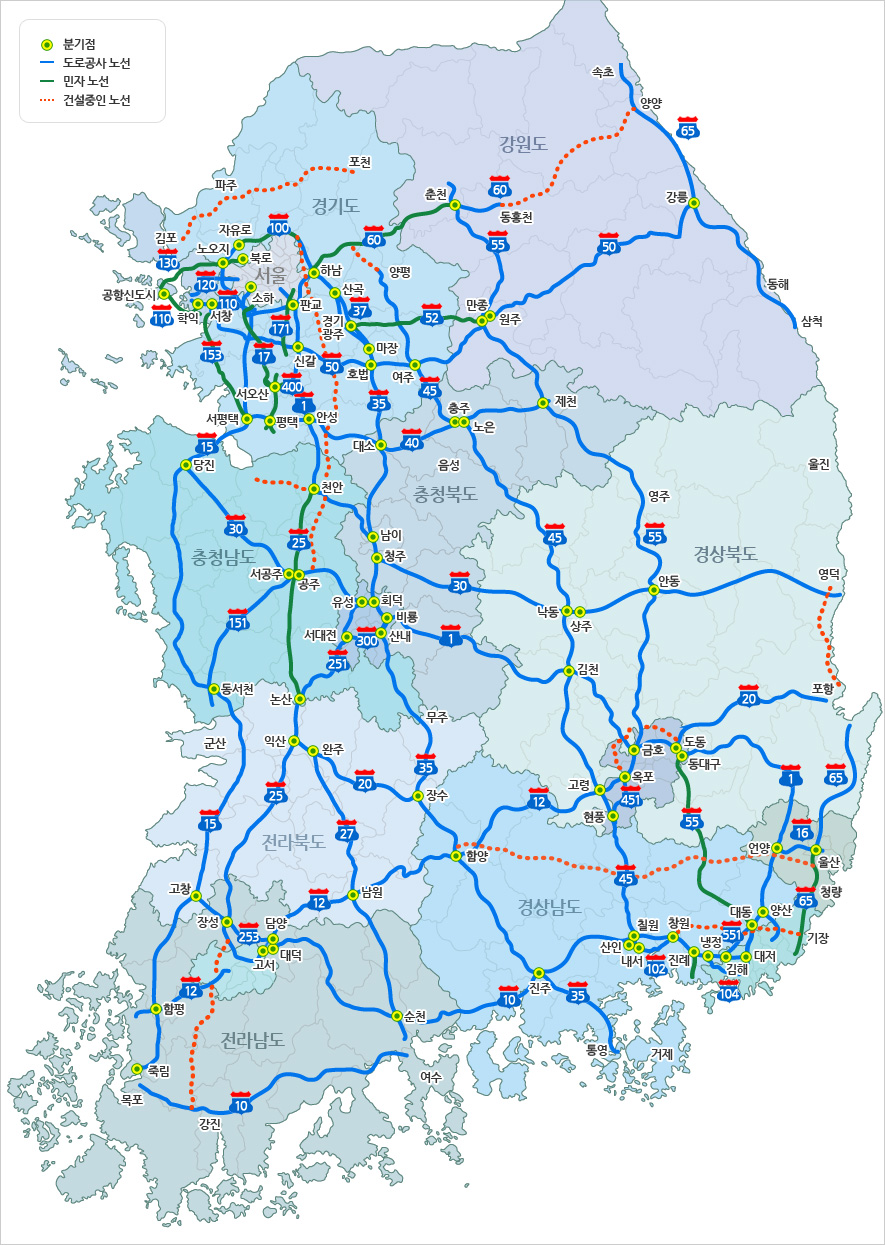 분기점
도로공사 노선
민자 노선
건설중인 노선
속초
양양
65
강원도
포천
파주
춘천
60
강릉
경기도
동홍천
자유로
100
김포
노오지
60
55
50
130
북로
서울
하남
양평
동해
120
공항신도시
110
소하
판교
산곡
만종
37
52
원주
삼척
110
학익
서창
171
경기
광주
153
17
신갈
마장
50
호법
여주
서오산
400
45
제천
1
35
충주
서평택
평택
안성
노은
15
대소
40
당진
음성
울진
천안
충청북도
영주
30
25
남이
45
55
경상북도
충청남도
청주
서공주
공주
30
안동
영덕
유성
회덕
낙동
상주
151
비룡
서대전
300
산내
1
251
김천
동서천
논산
무주
20
포항
군산
익산
완주
금호
도동
동대구
35
1
65
20
고령
옥포
25
장수
12
451
15
현풍
55
16
27
전라북도
언양
울산
함양
45
고창
남원
65
청량
12
경상남도
장성
담양
칠원
창원
대동
양산
253
551
기장
고서
대덕
산인
내서
102
진례
냉정
김해
대저
12
진주
104
10
35
함평
순천
전라남도
통영
거제
죽림
여수
목포
10
강진